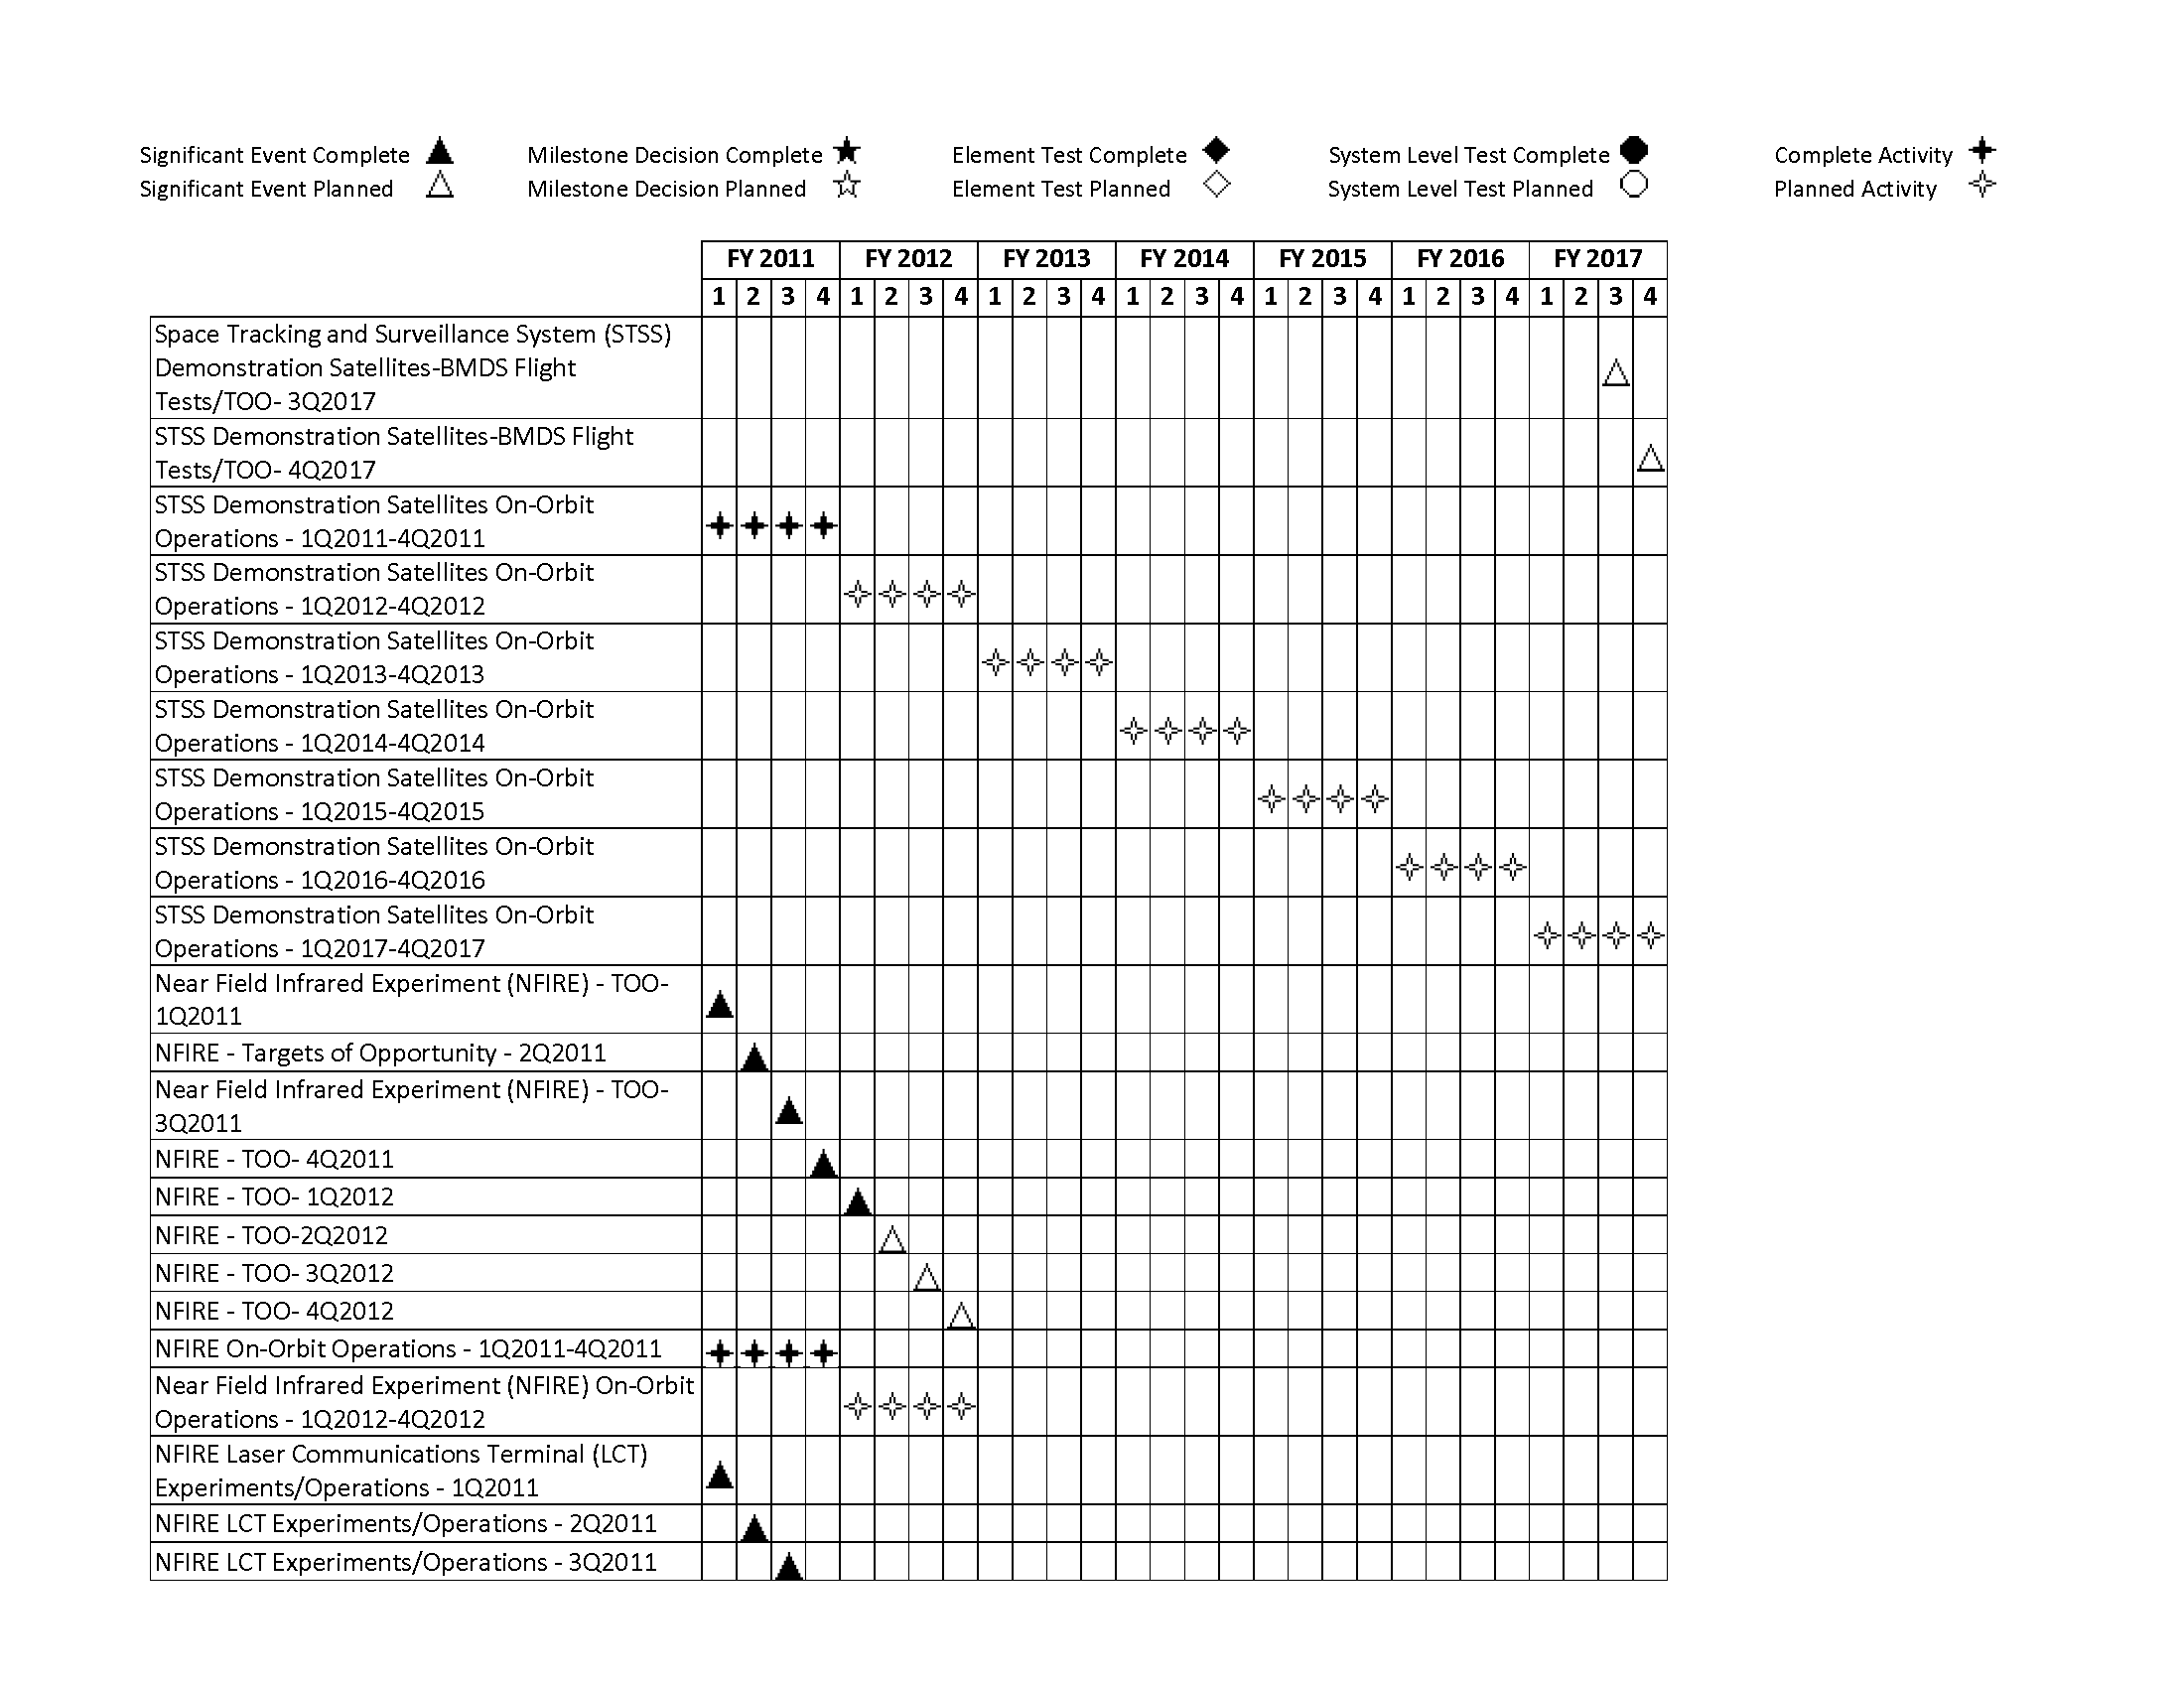 Significant Event Complete Milestone Decision Complete Element Test Complete System Level Test Complete Complete Activity
Significant Event Planned Milestone Decision Planned Element Test Planned System Level Test Planned Planned Activity
FY 2011 FY 2012 FY 2013 FY 2014 FY 2015 FY 2016 FY 2017
1 2 3 4 1 2 3 4 1 2 3 4 1 2 3 4 1 2 3 4 1 2 3 4 1 2 3 4
Space Tracking and Surveillance System (STSS)
Demonstration Satellites-BMDS Flight
Tests/TOO- 3Q2017
STSS Demonstration Satellites-BMDS Flight
Tests/TOO- 4Q2017
STSS Demonstration Satellites On-Orbit
Operations - 1Q2011-4Q2011
STSS Demonstration Satellites On-Orbit
Operations - 1Q2012-4Q2012
STSS Demonstration Satellites On-Orbit
Operations - 1Q2013-4Q2013
STSS Demonstration Satellites On-Orbit
Operations - 1Q2014-4Q2014
STSS Demonstration Satellites On-Orbit
Operations - 1Q2015-4Q2015
STSS Demonstration Satellites On-Orbit
Operations - 1Q2016-4Q2016
STSS Demonstration Satellites On-Orbit
Operations - 1Q2017-4Q2017
Near Field Infrared Experiment (NFIRE) - TOO-
1Q2011
NFIRE - Targets of Opportunity - 2Q2011
Near Field Infrared Experiment (NFIRE) - TOO-
3Q2011
NFIRE - TOO- 4Q2011
NFIRE - TOO- 1Q2012
NFIRE - TOO-2Q2012
NFIRE - TOO- 3Q2012
NFIRE - TOO- 4Q2012
NFIRE On-Orbit Operations - 1Q2011-4Q2011
Near Field Infrared Experiment (NFIRE) On-Orbit
Operations - 1Q2012-4Q2012
NFIRE Laser Communications Terminal (LCT)
Experiments/Operations - 1Q2011
NFIRE LCT Experiments/Operations - 2Q2011
NFIRE LCT Experiments/Operations - 3Q2011